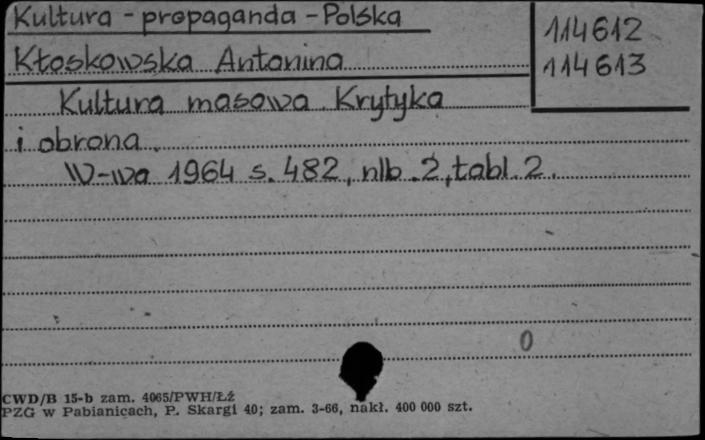 Kultura - propaganda - Polska
114612
Kłoskowska Antonina
114613
Kultura masowa. Krytyka
i obrona.
W-wa 1964 s. 482, nlb. 2, tabl. 2.
0
CWD/B 15-b zam. 4065/PWH/ŁŹ
PZG w Pabianicach, P. Skargi 40; zam. 3-66, nakł. 400 000 szt.